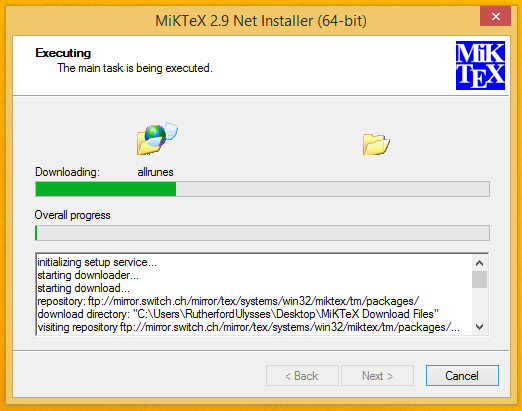 MiKTeX 2.9 Net Installer (64-bit)
Executing
The main task is being executed.
MiK
TEX
Downloading: allrunes
Overall progress
initializing setup service...
starting downloader...
starting download...
repository: ftp://mirror.switch.ch/mirror/tex/systems/win32/miktex/tm/packages/
download directory: "C:\Users\RutherfordUlysses\Desktop\MiKTeX Download Files"
visiting repository ftp://mirror.switch.ch/mirror/tex/systems/win32/miktex/tm/packages/...
< Back Next > Cancel